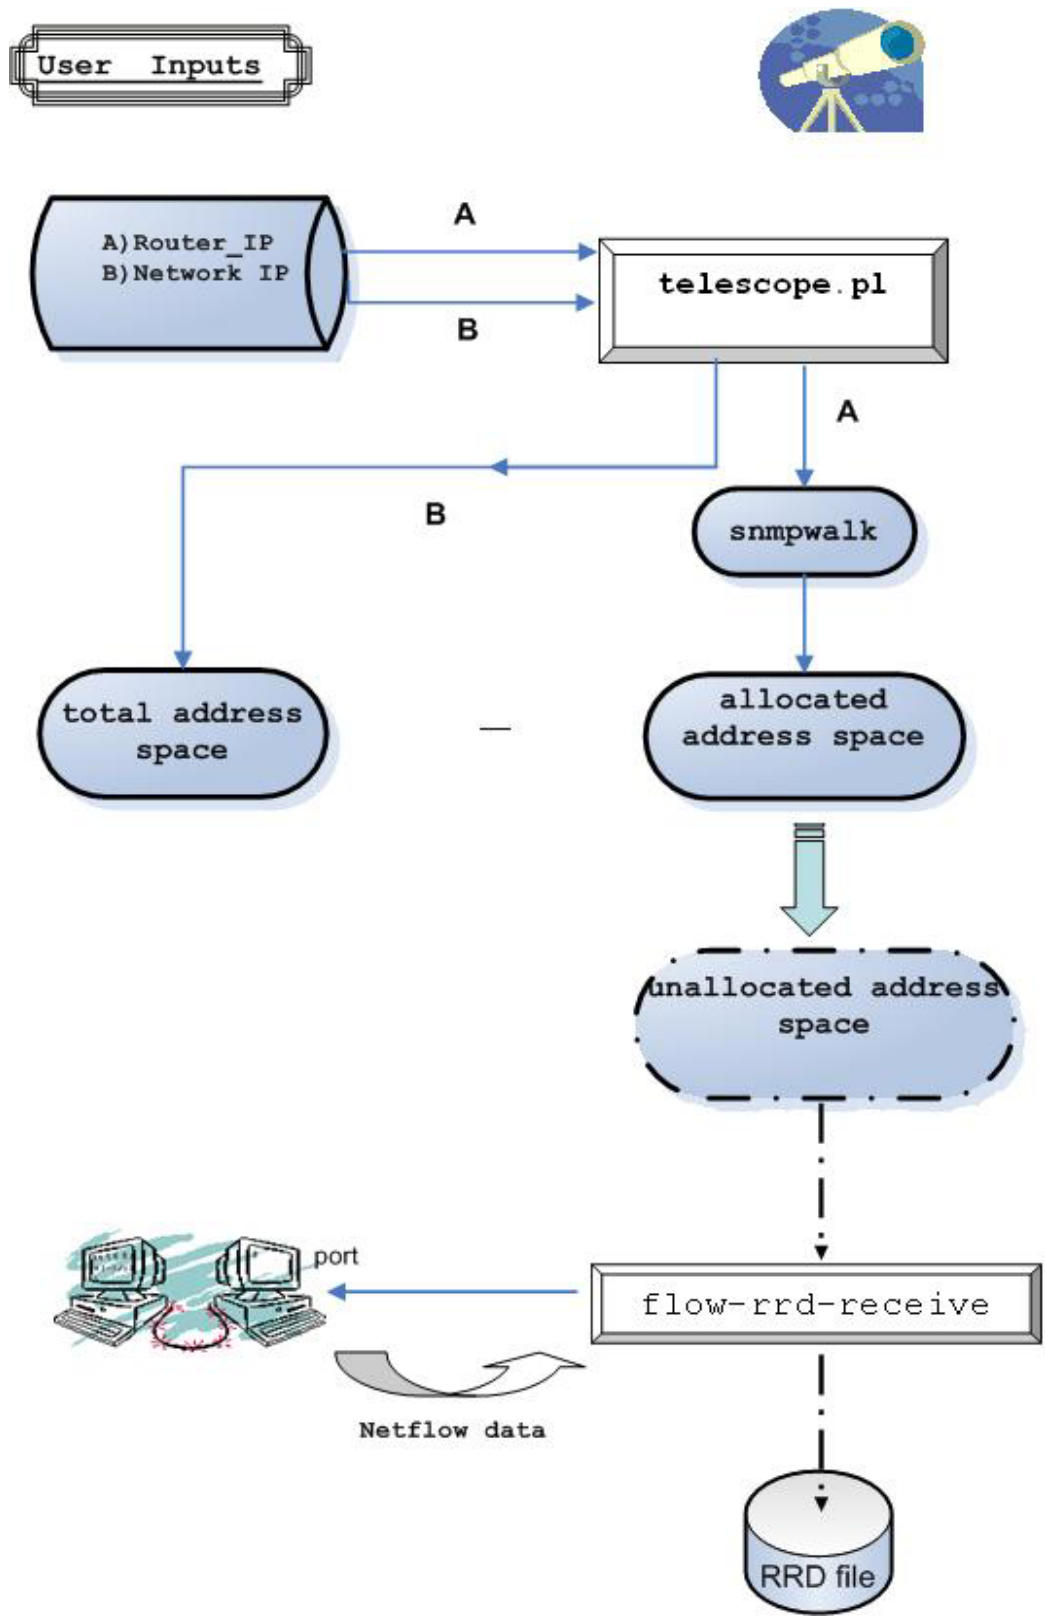 User Inputs
A)Router_IP
B)Network IP
A
B
telescope.pl
A
B
snmpwalk
total address
space
—
allocated
address space
unallocated address
space
port
flow-rrd-receive
Netflow data
RRD file